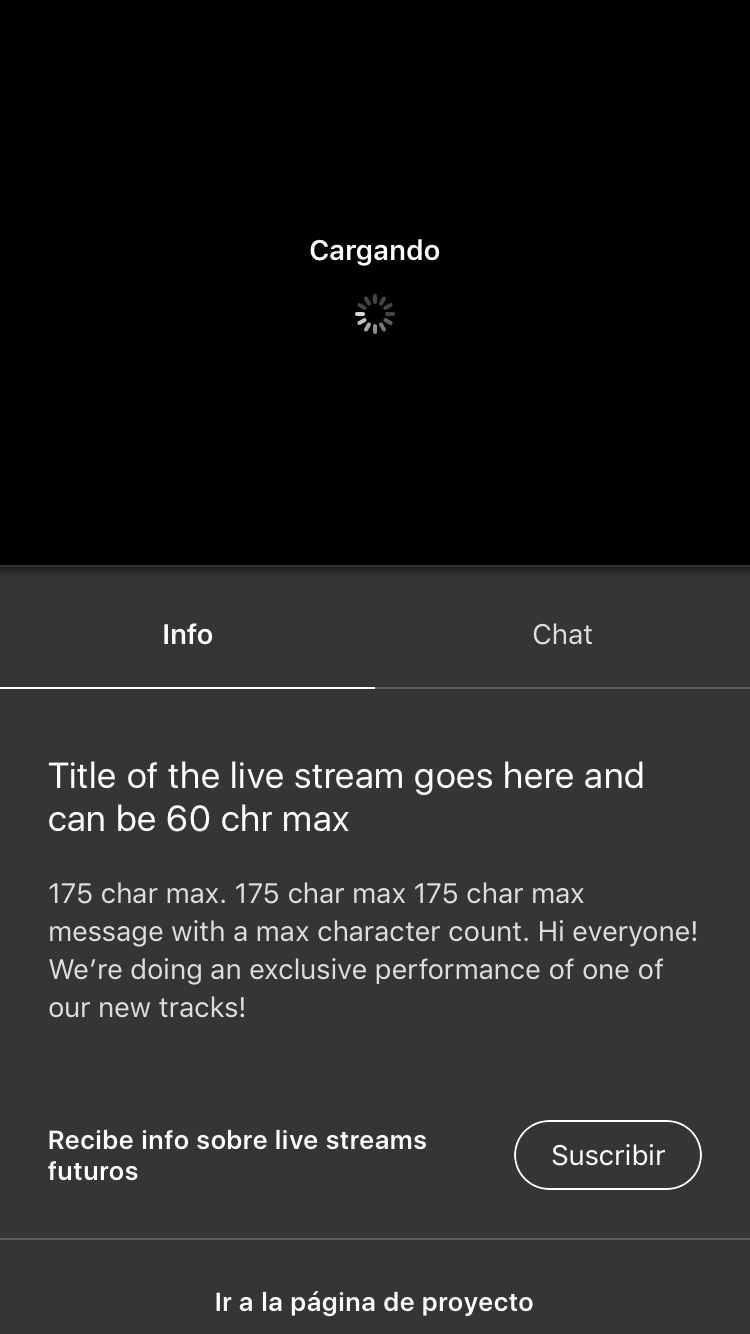 Cargando
Info
Chat
Title of the live stream goes here and
can be 60 chr max
175 char max. 175 char max 175 char max
message with a max character count. Hi everyone!
We’re doing an exclusive performance of one of
our new tracks!
Recibe info sobre live streams
futuros
Suscribir
Ir a la página de proyecto